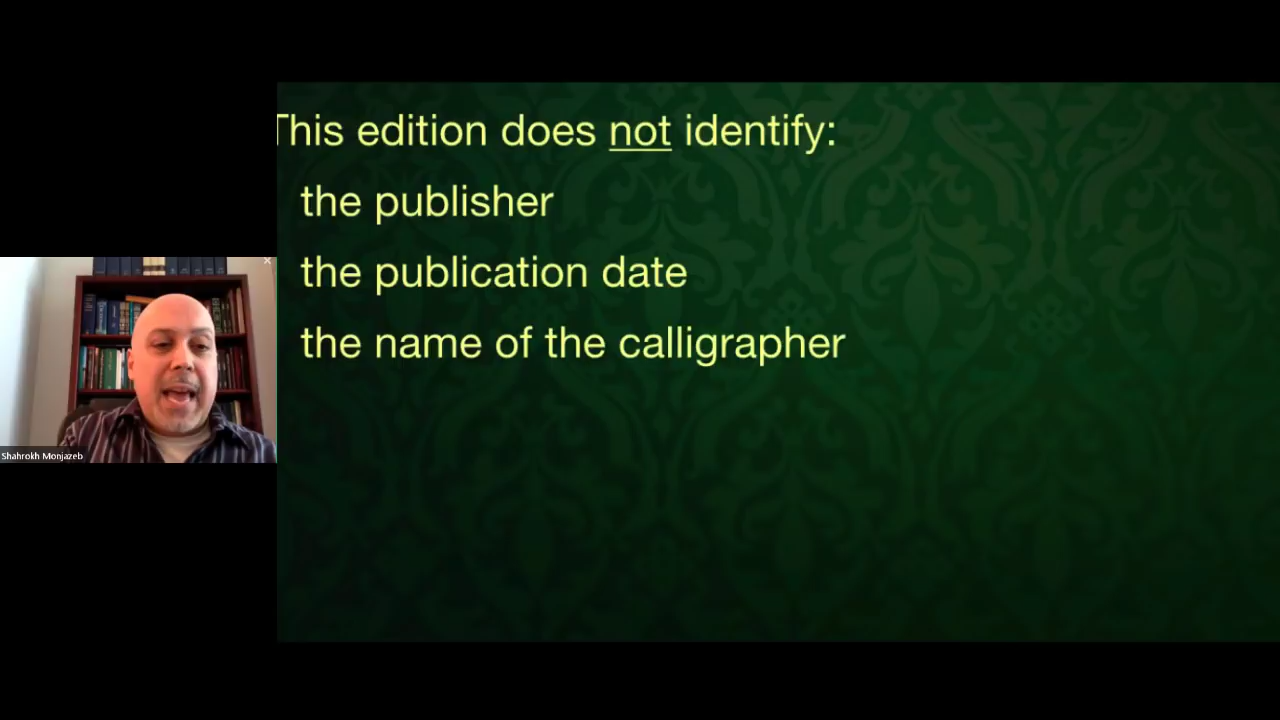 This edition does not identify:
the publisher
the publication date
the name of the calligrapher
Shahrokh Monjazeb